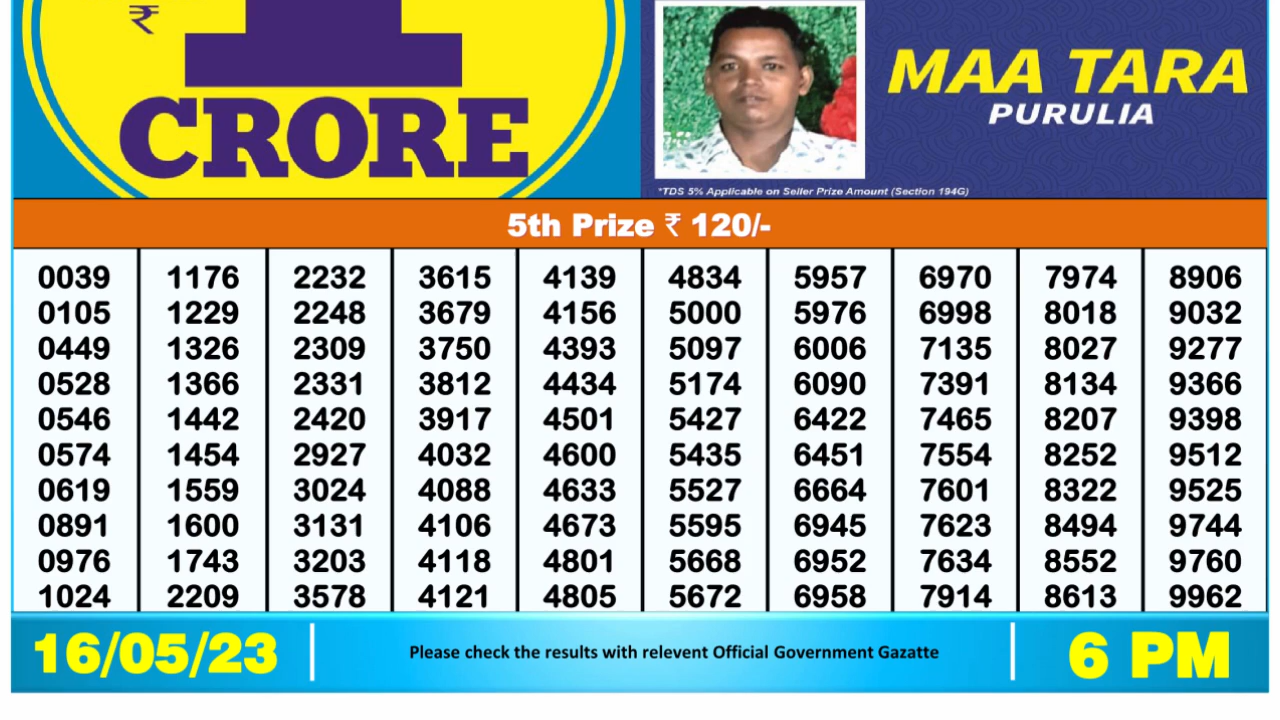 ₹
1
CRORE
MAA TARA
PURULIA
*TDS 5% Applicable on Seller Prize Amount (Section 194G)
5th Prize ₹ 120/-
0039 1176 2232 3615 4139 4834 5957 6970 7974 8906
0105 1229 2248 3679 4156 5000 5976 6998 8018 9032
0449 1326 2309 3750 4393 5097 6006 7135 8027 9277
0528 1366 2331 3812 4434 5174 6090 7391 8134 9366
0546 1442 2420 3917 4501 5427 6422 7465 8207 9398
0574 1454 2927 4032 4600 5435 6451 7554 8252 9512
0619 1559 3024 4088 4633 5527 6664 7601 8322 9525
0891 1600 3131 4106 4673 5595 6945 7623 8494 9744
0976 1743 3203 4118 4801 5668 6952 7634 8552 9760
1024 2209 3578 4121 4805 5672 6958 7914 8613 9962
16/05/23
Please check the results with relevent Official Government Gazatte
6 PM